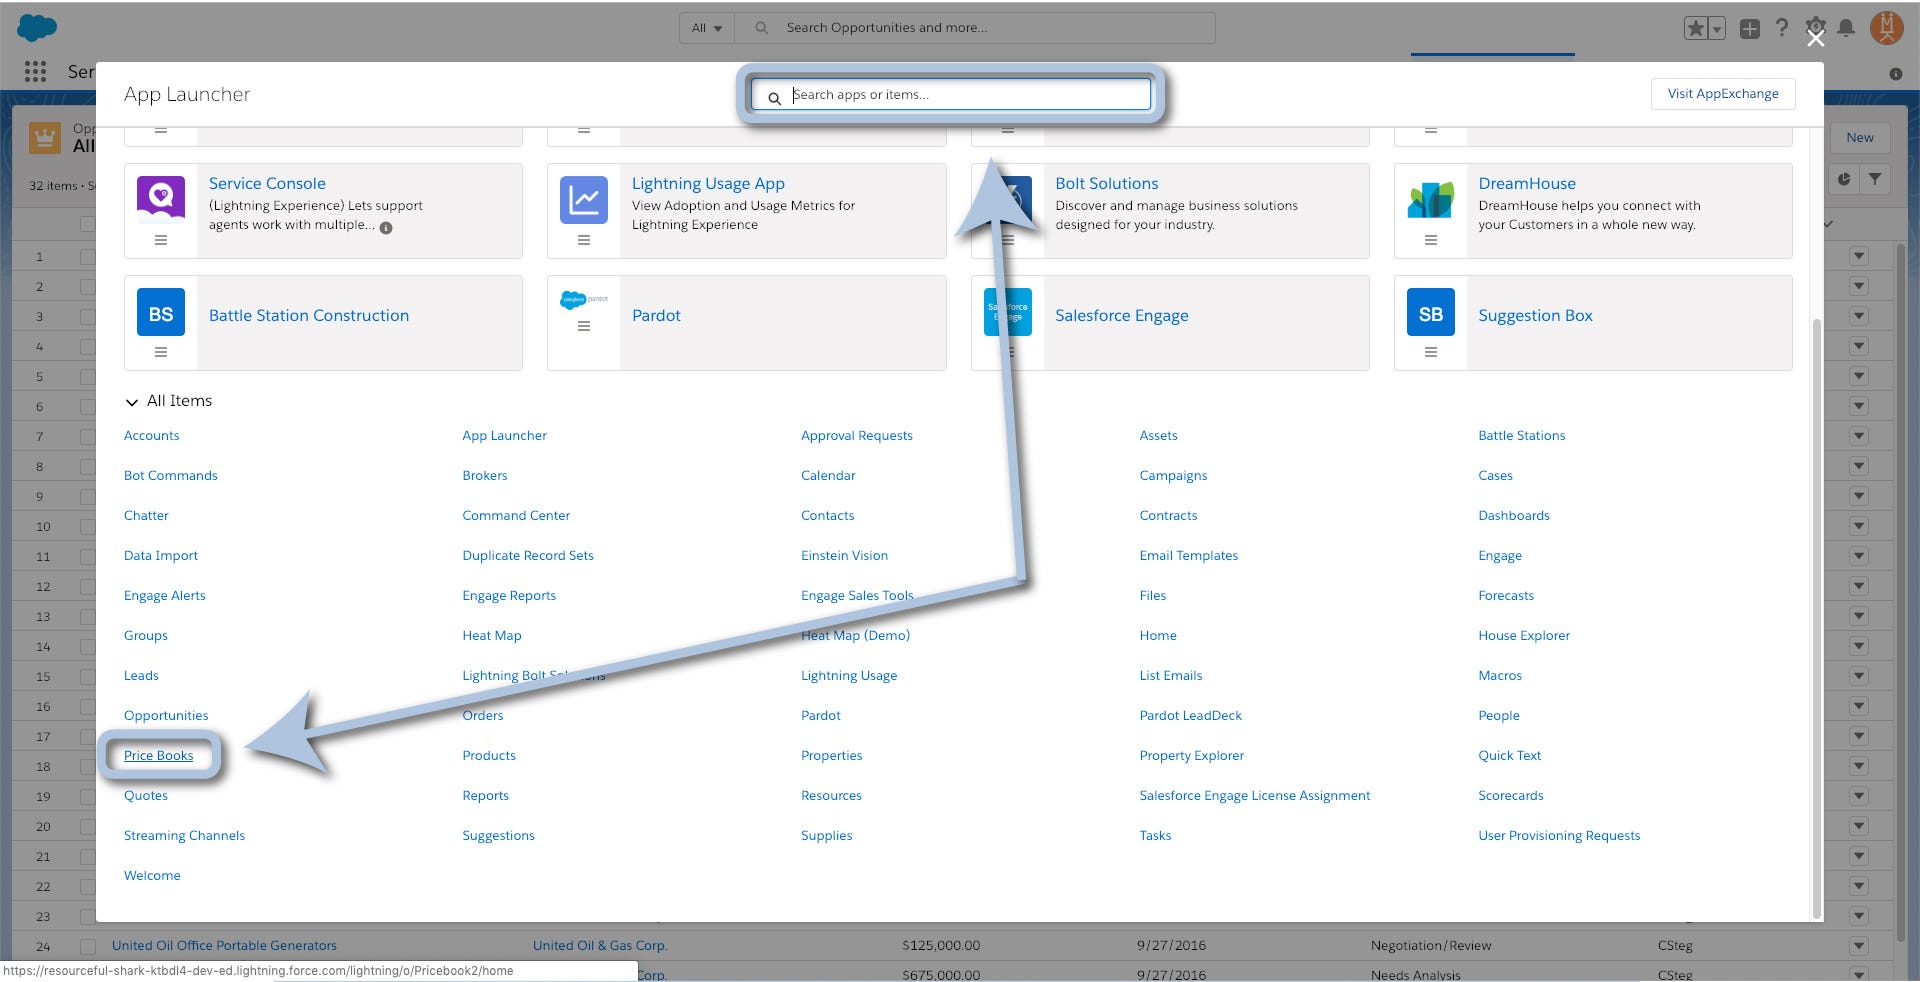 All
Search Opportunities and more...
Ser
App Launcher
Search apps or items...
Visit AppExchange
Opp
All
New
32 items • S
Service Console
(Lightning Experience) Lets support
agents work with multiple...
Lightning Usage App
View Adoption and Usage Metrics for
Lightning Experience
Bolt Solutions
Discover and manage business solutions
designed for your industry.
DreamHouse
DreamHouse helps you connect with
your Customers in a whole new way.
BS
Battle Station Construction
salesforce pardot
Pardot
Salesforce
Engage
Salesforce Engage
SB
Suggestion Box
All Items
Accounts
App Launcher
Approval Requests
Assets
Battle Stations
Bot Commands
Brokers
Calendar
Campaigns
Cases
Chatter
Command Center
Contacts
Contracts
Dashboards
Data Import
Duplicate Record Sets
Einstein Vision
Email Templates
Engage
Engage Alerts
Engage Reports
Engage Sales Tools
Files
Forecasts
Groups
Heat Map
Heat Map (Demo)
Home
House Explorer
Leads
Lightning Bolt Solutions
Lightning Usage
List Emails
Macros
Opportunities
Orders
Pardot
Pardot LeadDeck
People
Price Books
Products
Properties
Property Explorer
Quick Text
Quotes
Reports
Resources
Salesforce Engage License Assignment
Scorecards
Streaming Channels
Suggestions
Supplies
Tasks
User Provisioning Requests
Welcome
1
2
3
4
5
6
7
8
9
10
11
12
13
14
15
16
17
18
19
20
21
22
23
24 United Oil Office Portable Generators United Oil & Gas Corp. $125,000.00 9/27/2016 Negotiation/Review CSteg
Corp. $675,000.00 9/27/2016 Needs Analysis CSteg
https://resourceful-shark-ktbdl4-dev-ed.lightning.force.com/lightning/o/Pricebook2/home